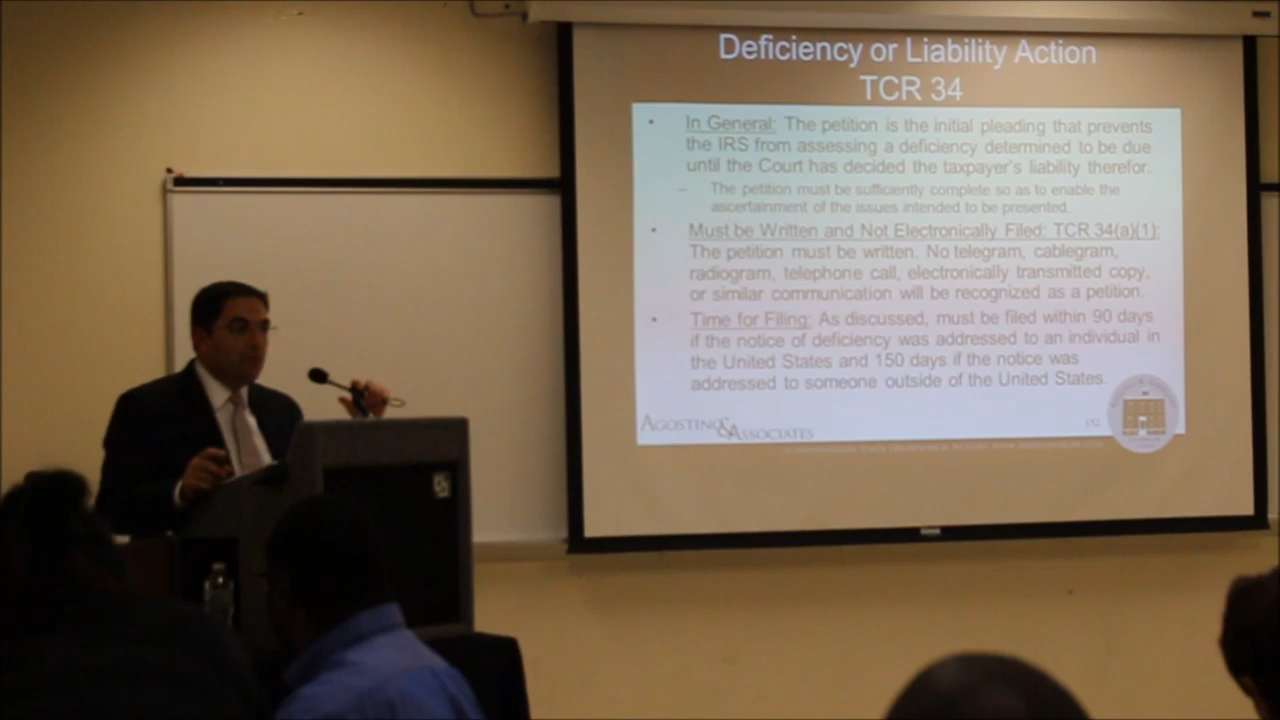 Deficiency or Liability Action
TCR 34
• In General: The petition is the initial pleading that prevents
the IRS from assessing a deficiency determined to be due
until the Court has decided the taxpayer's liability therefor.
– The petition must be sufficiently complete so as to enable the
ascertainment of the issues intended to be presented.
• Must be Written and Not Electronically Filed: TCR 34(a)(1):
The petition must be written. No telegram, cablegram,
radiogram, telephone call, electronically transmitted copy,
or similar communication will be recognized as a petition.
• Time for Filing: As discussed, must be filed within 90 days
if the notice of deficiency was addressed to an individual in
the United States and 150 days if the notice was
addressed to someone outside of the United States.
AGOSTINO & ASSOCIATES